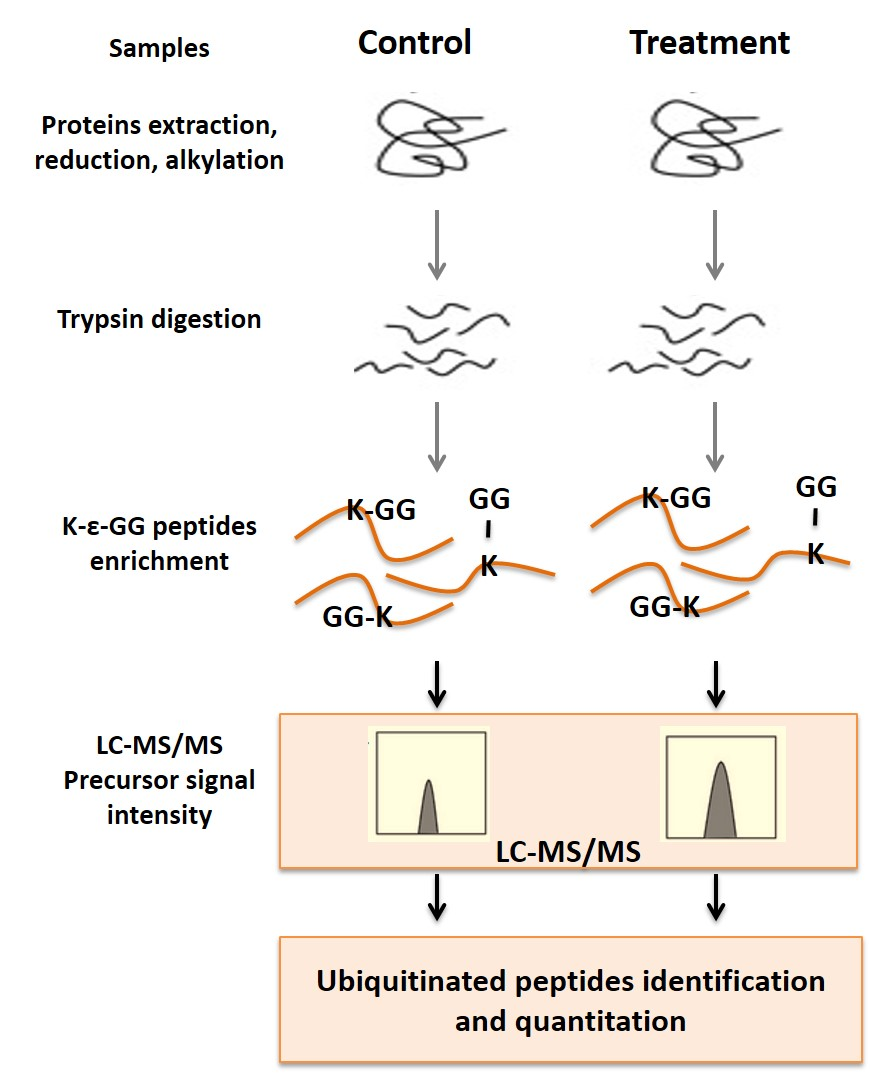 Samples
Control
Treatment
Proteins extraction,
reduction, alkylation
Trypsin digestion
K-ε-GG peptides
enrichment
K-GG
GG
K
GG-K
K-GG
GG
K
GG-K
LC-MS/MS
Precursor signal
intensity
LC-MS/MS
Ubiquitinated peptides identification
and quantitation